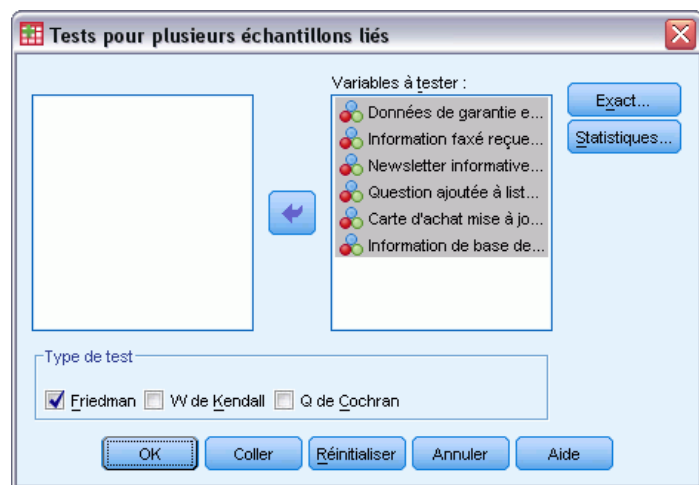 Tests pour plusieurs échantillons liés
Variables à tester :
Données de garantie e...
Information faxé reçue...
Newsletter informative...
Question ajoutée à list...
Carte d'achat mise à jo...
Information de base de...
Exact...
Statistiques...
Type de test
Friedman
W de Kendall
Q de Cochran
OK
Coller
Réinitialiser
Annuler
Aide